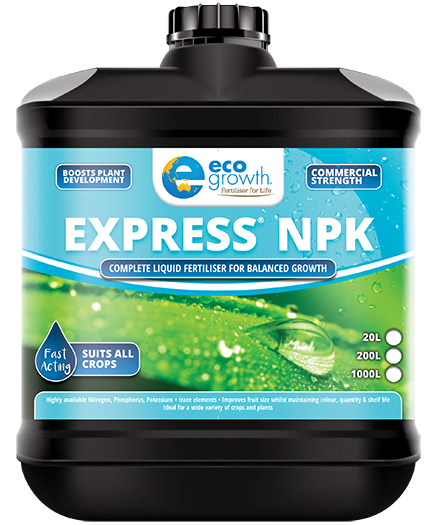 eco
growth.
Fertiliser for Life
BOOSTS PLANT
DEVELOPMENT
COMMERCIAL
STRENGTH
EXPRESS® NPK
COMPLETE LIQUID FERTILISER FOR BALANCED GROWTH
20L
200L
1000L
Fast
Acting
SUITS ALL
CROPS
Highly available Nitrogen, Phosphorus, Potassium + trace elements • Improves fruit size whilst maintaining colour, quantity & shelf life
Ideal for a wide variety of crops and plants